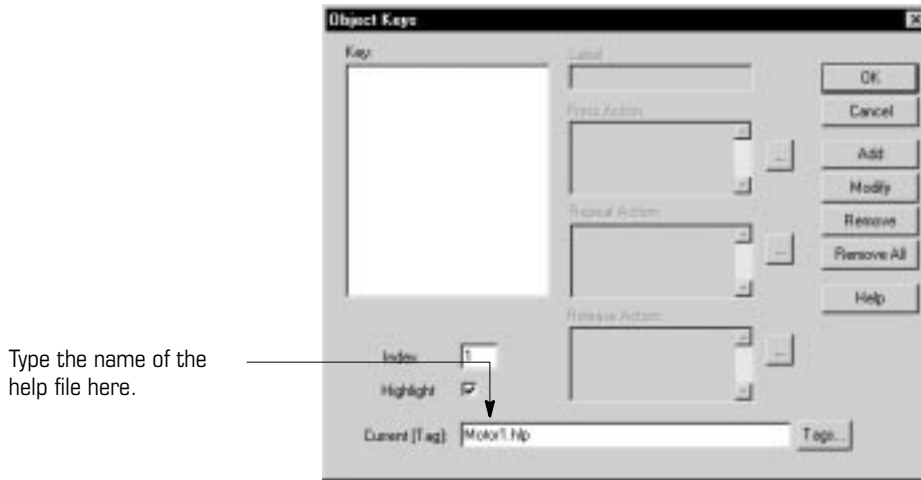 Object Keys
Key:
Label
OK
Cancel
Press Action:
...
Add
Modify
Repeat Action:
Remove
...
Remove All
Help
Release Action:
Type the name of the
help file here.
Index
1
...
Highlight
Current [Tag]:
Motor1.hlp
Tags...